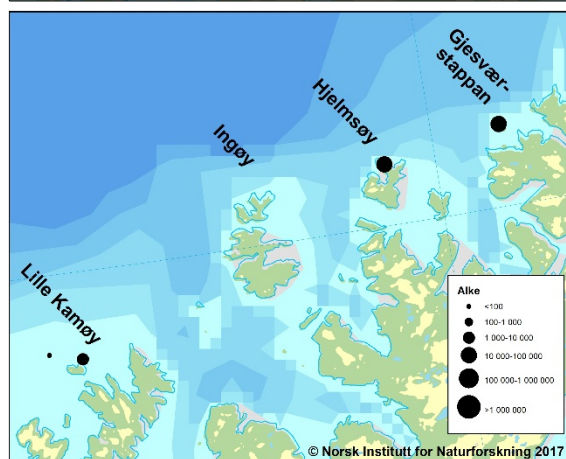 Gjesvær-
stappan
Hjelmsøy
Ingøy
Lille Kamøy
Alke
<100
100-1 000
1 000-10 000
10 000-100 000
100 000-1 000 000
>1 000 000
© Norsk Institutt for Naturforskning 2017